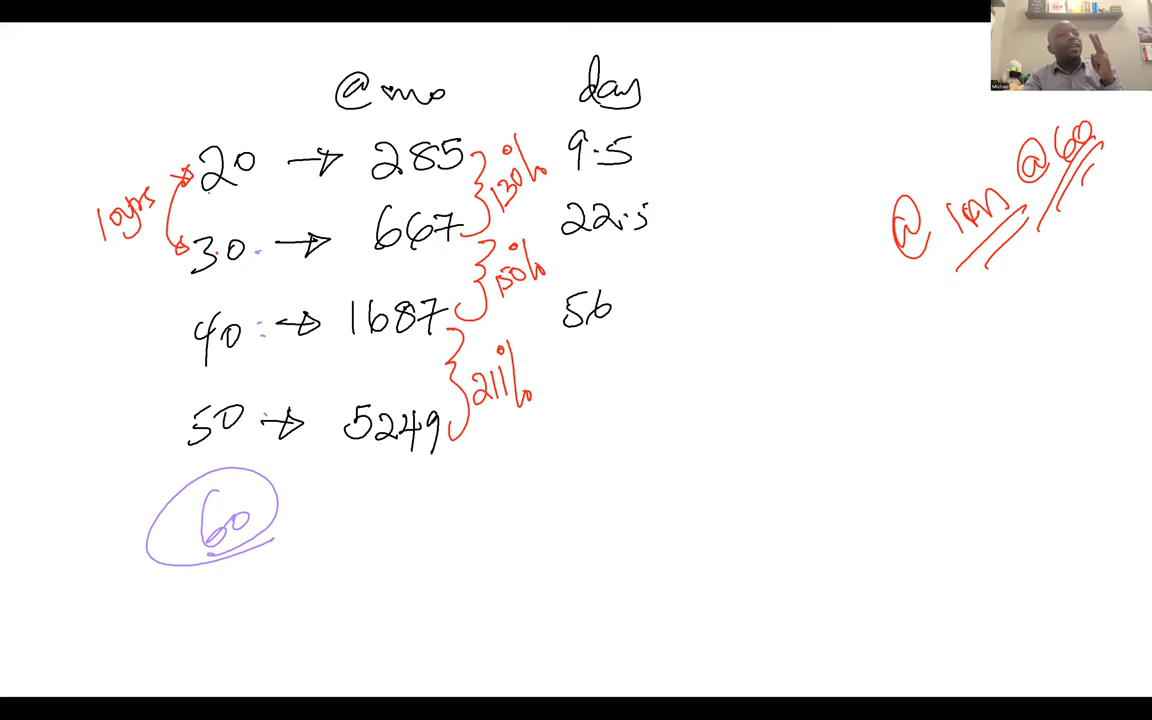 @ mo day
20 → 285 130% 9.5
10yrs
30 → 667 22.5
150%
40 → 1687 56
211%
50 → 5249
60
@ 1m @ 60
Michael